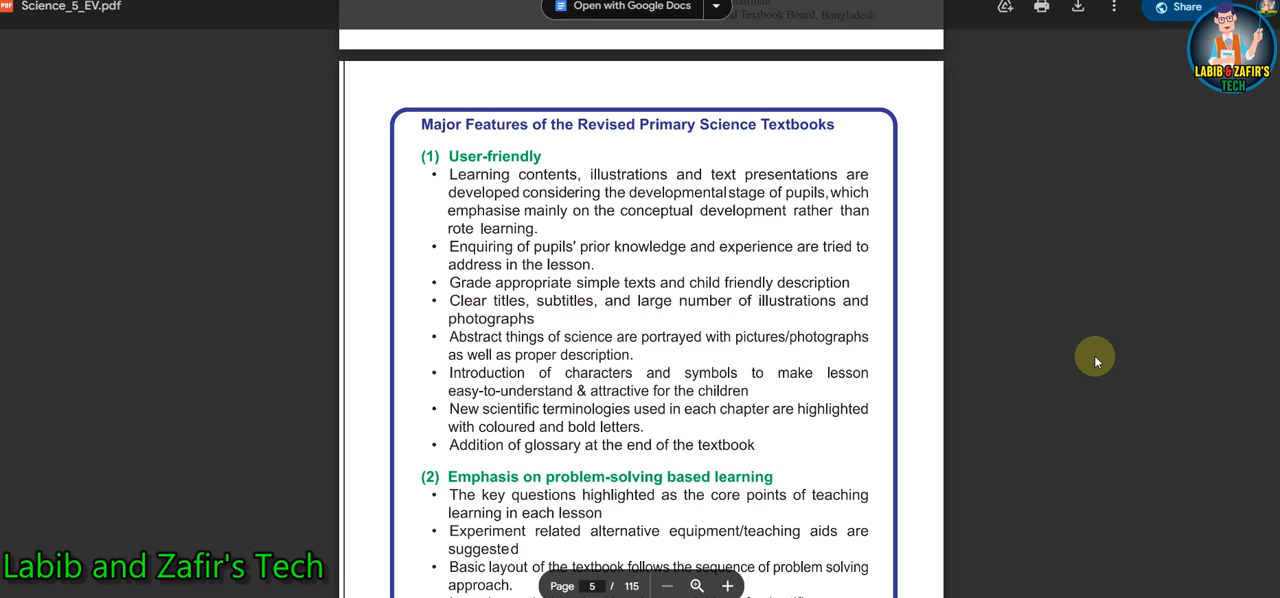 Science_5_EV.pdf
Open with Google Docs
Share
d Textbook Board, Bangladesh
LABIB & ZAFIR'S
TECH
Major Features of the Revised Primary Science Textbooks
(1) User-friendly
• Learning contents, illustrations and text presentations are
developed considering the developmental stage of pupils, which
emphasise mainly on the conceptual development rather than
rote learning.
• Enquiring of pupils' prior knowledge and experience are tried to
address in the lesson.
• Grade appropriate simple texts and child friendly description
• Clear titles, subtitles, and large number of illustrations and
photographs
• Abstract things of science are portrayed with pictures/photographs
as well as proper description.
• Introduction of characters and symbols to make lesson
easy-to-understand & attractive for the children
• New scientific terminologies used in each chapter are highlighted
with coloured and bold letters.
• Addition of glossary at the end of the textbook
(2) Emphasis on problem-solving based learning
• The key questions highlighted as the core points of teaching
learning in each lesson
• Experiment related alternative equipment/teaching aids are
suggested
• Basic layout of the textbook follows the sequence of problem solving
approach.
Page 5 / 115
Labib and Zafir's Tech